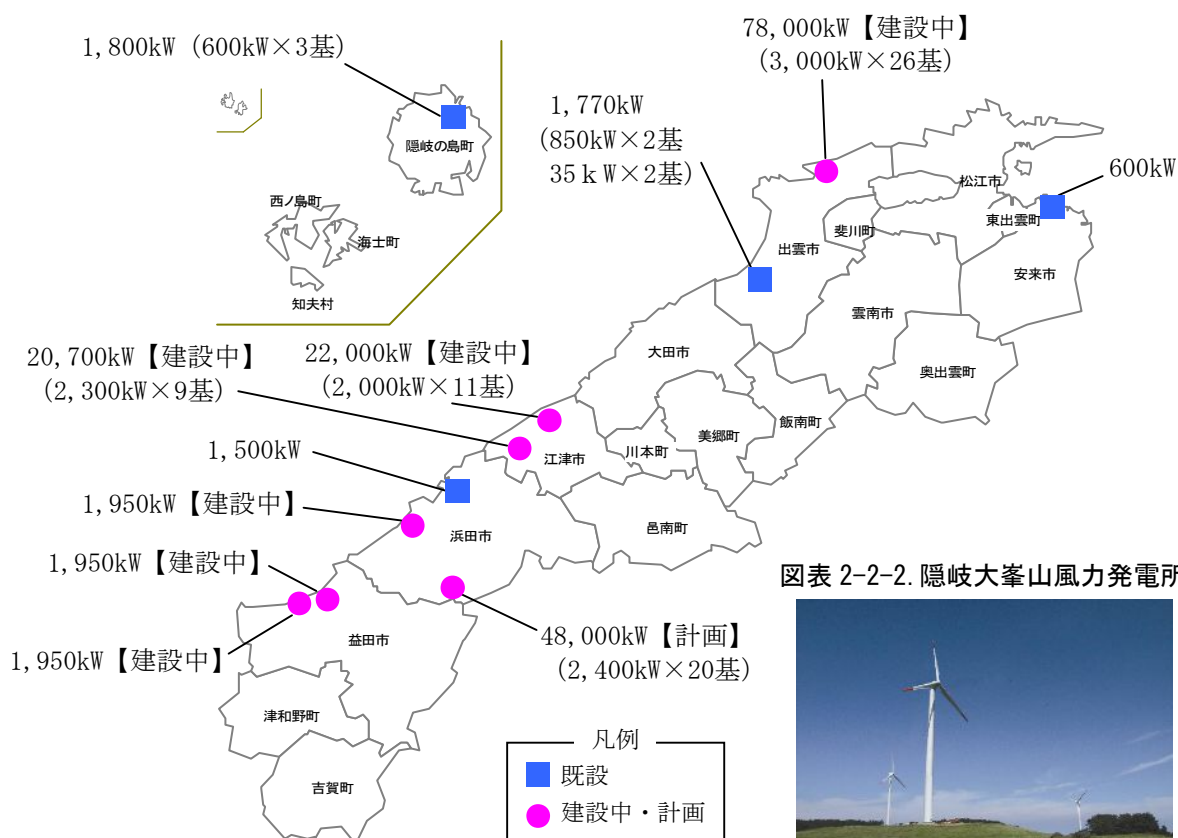 78,000kW【建設中】
(3,000kW×26基)
1,800kW (600kW×3基)
1,770kW
(850kW×2基
35kW×2基)
600kW
隠岐の島町
西ノ島町
海士町
知夫村
松江市
東出雲町
斐川町
出雲市
安来市
雲南市
奥出雲町
大田市
飯南町
美郷町
川本町
江津市
邑南町
浜田市
益田市
津和野町
吉賀町
20,700kW【建設中】
(2,300kW×9基)
22,000kW【建設中】
(2,000kW×11基)
1,500kW
1,950kW【建設中】
1,950kW【建設中】
1,950kW【建設中】
48,000kW【計画】
(2,400kW×20基)
図表 2-2-2.隠岐大峯山風力発電所
凡例
既設
建設中・計画